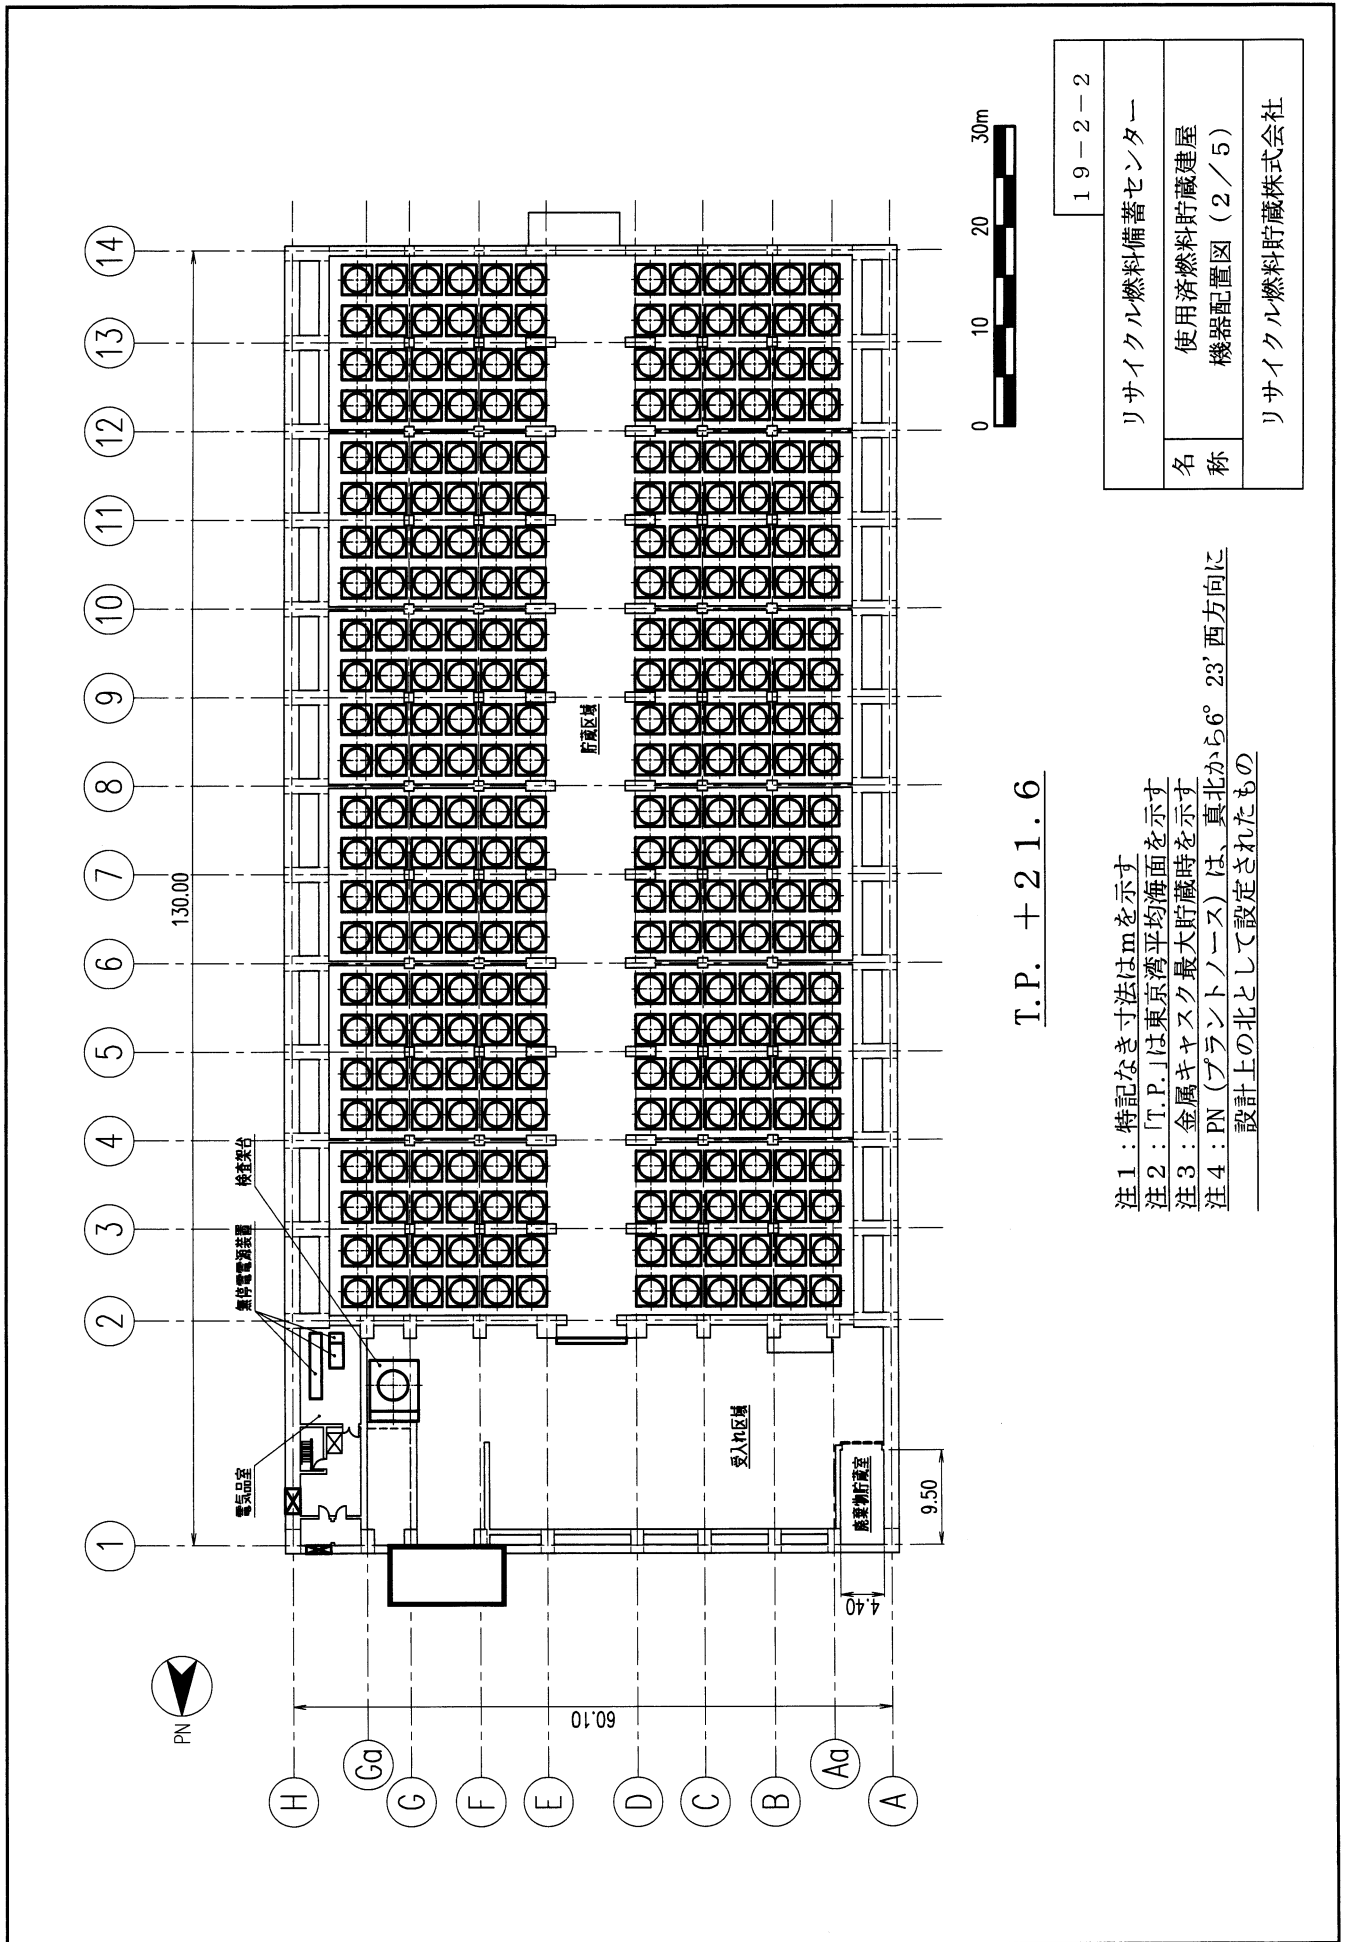 PN
H
Ga
G
F
E
D
C
B
Aa
A
1
2
3
4
5
6
7
8
9
10
11
12
13
14
130.00
60.10
9.50
4.40
電気品室
無停電電源装置
検査架台
受入れ区域
廃棄物貯蔵室
貯蔵区域
T.P. +21.6
0 10 20 30m
注1:特記なき寸法はmを示す
注2:「T.P.」は東京湾平均海面を示す
注3:金属キャスク最大貯蔵時を示す
注4:PN(プラントノース)は、真北から6° 23' 西方向に
設計上の北として設定されたもの
19-2-2
リサイクル燃料備蓄センター
名称
使用済燃料貯蔵建屋
機器配置図(2/5)
リサイクル燃料貯蔵株式会社